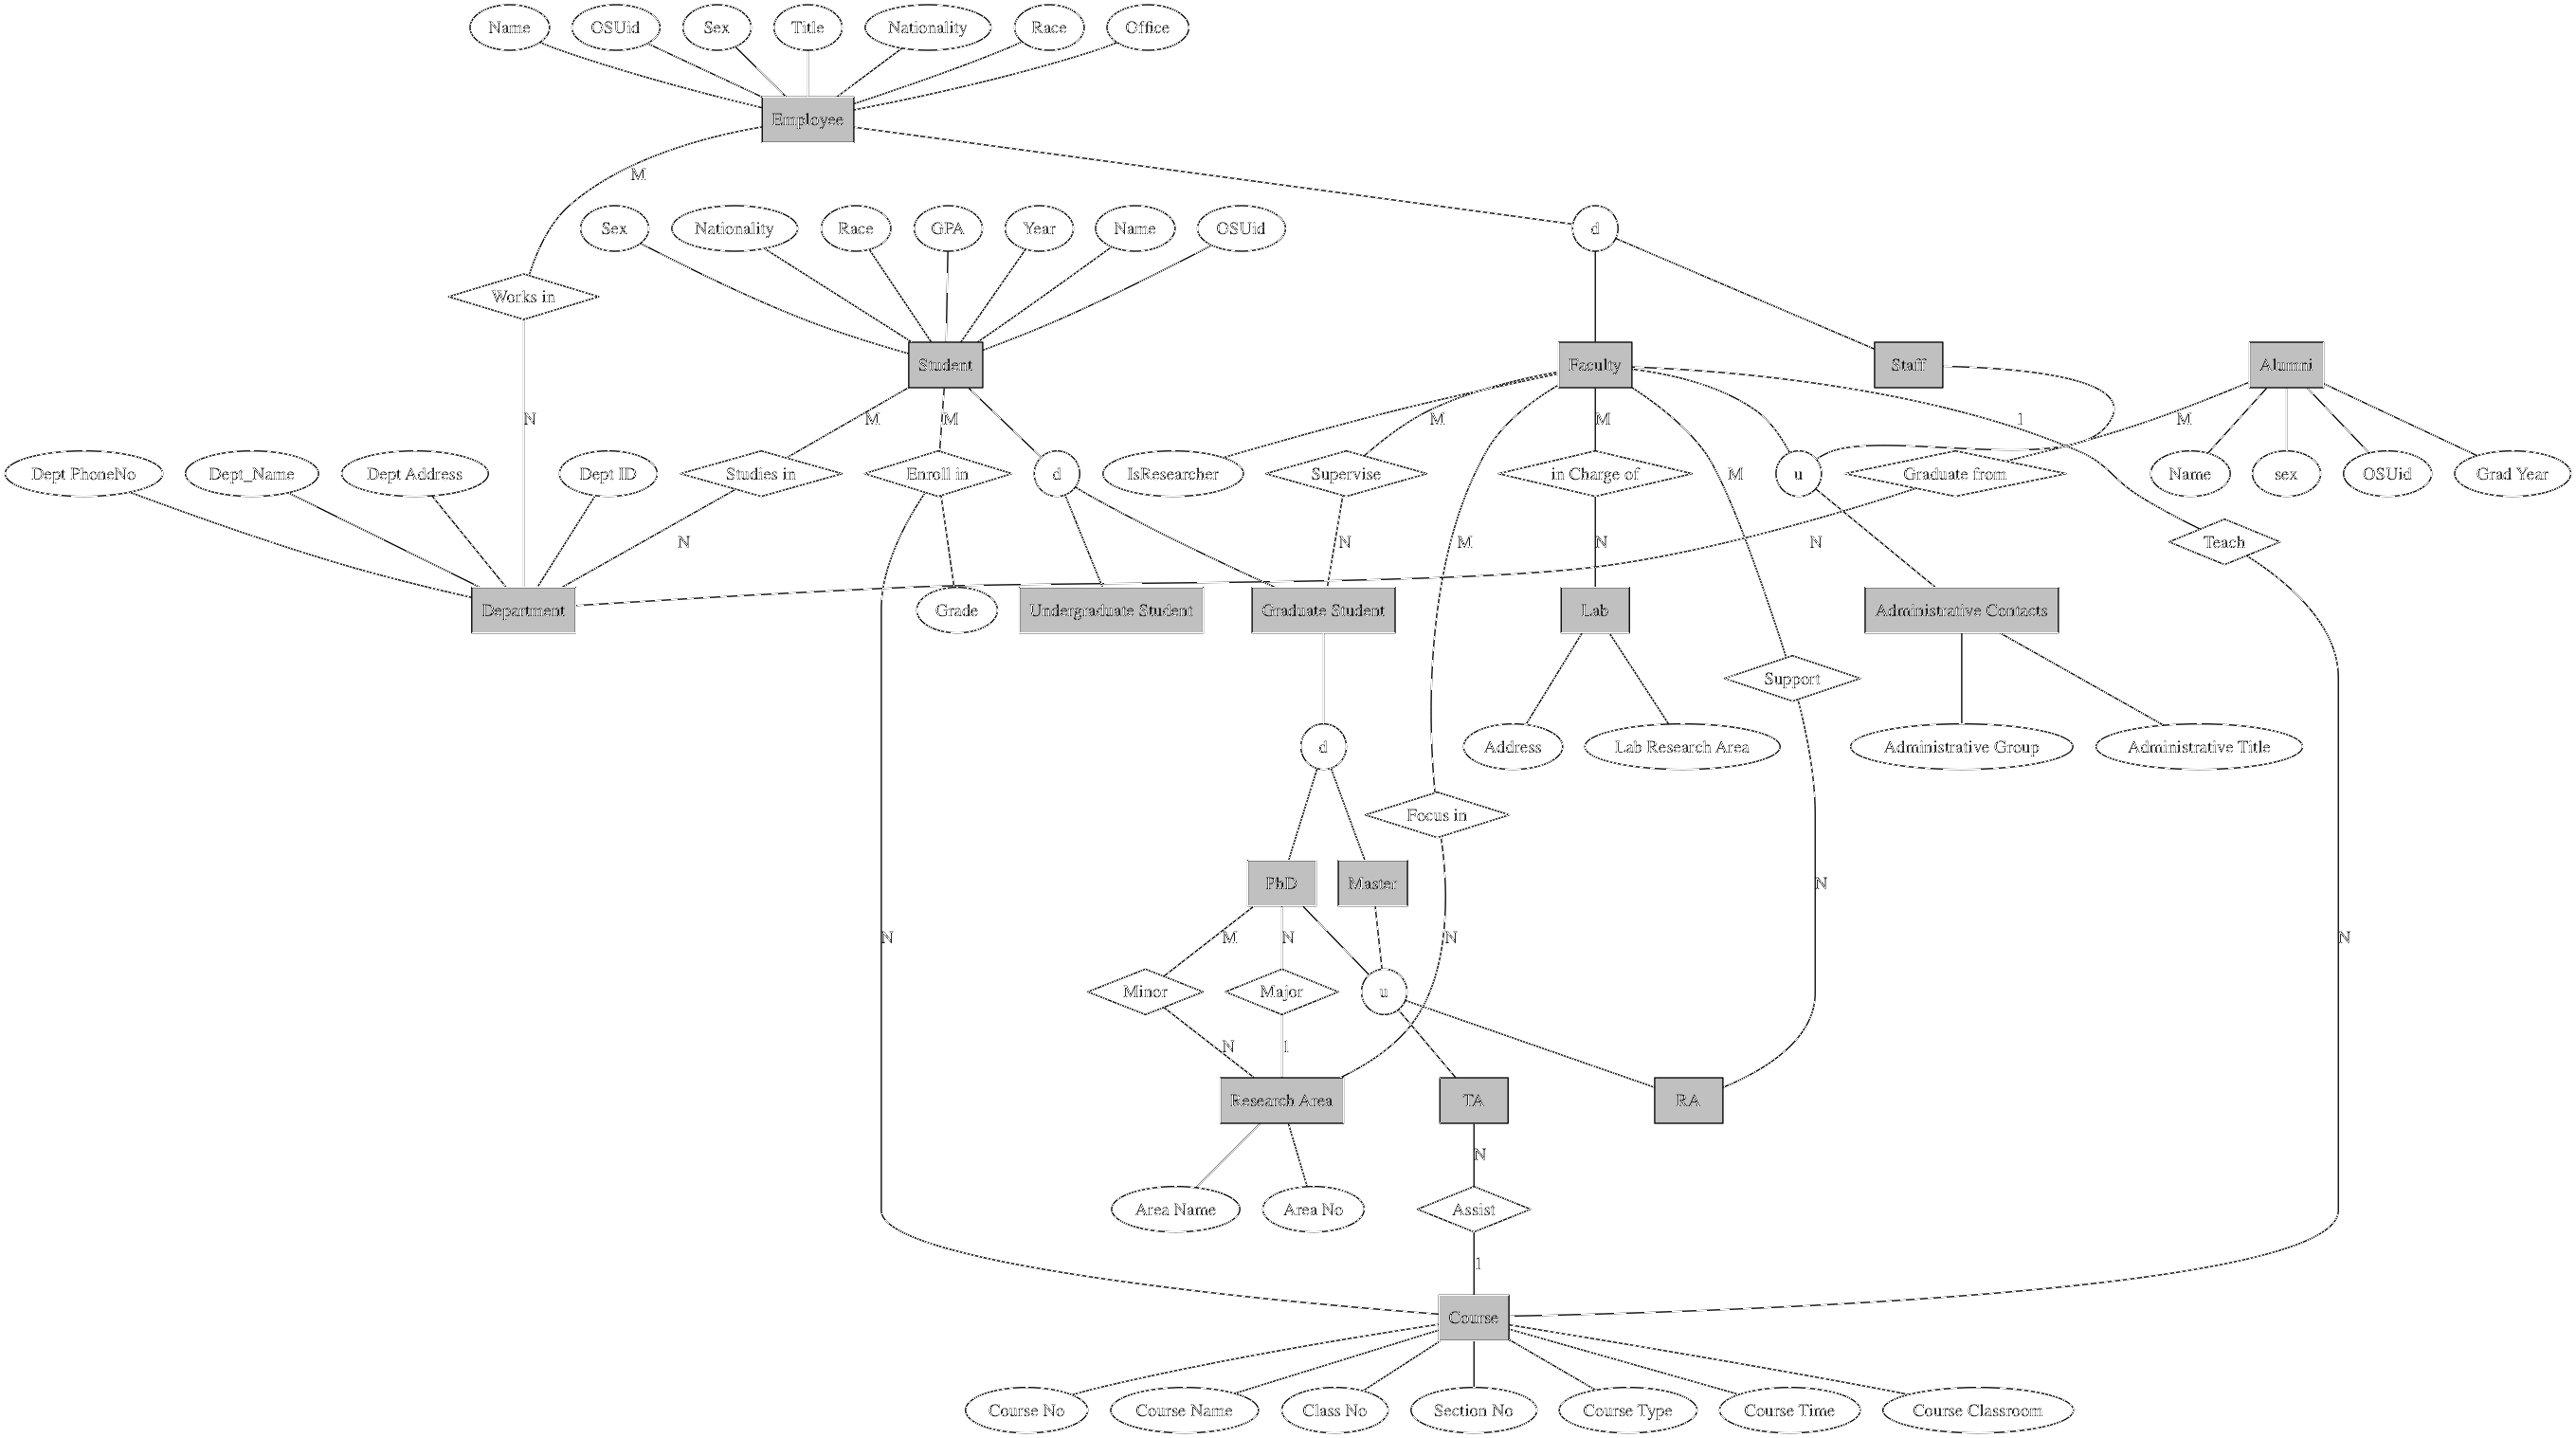 Name
OSUid
Sex
Title
Nationality
Race
Office
Employee
M
Sex
Nationality
Race
GPA
Year
Name
OSUid
d
Works in
Student
Faculty
Staff
Alumni
N
M
M
M
M
1
M
Dept PhoneNo
Dept_Name
Dept Address
Dept ID
Studies in
Enroll in
d
IsResearcher
Supervise
in Charge of
M
u
Graduate from
Name
sex
OSUid
Grad Year
N
N
M
N
N
Teach
Department
Grade
Undergraduate Student
Graduate Student
Lab
Administrative Contacts
Support
d
Address
Lab Research Area
Administrative Group
Administrative Title
Focus in
PhD
Master
N
N
M
N
N
N
Minor
Major
u
N
1
Research Area
TA
RA
N
Area Name
Area No
Assist
1
Course
Course No
Course Name
Class No
Section No
Course Type
Course Time
Course Classroom